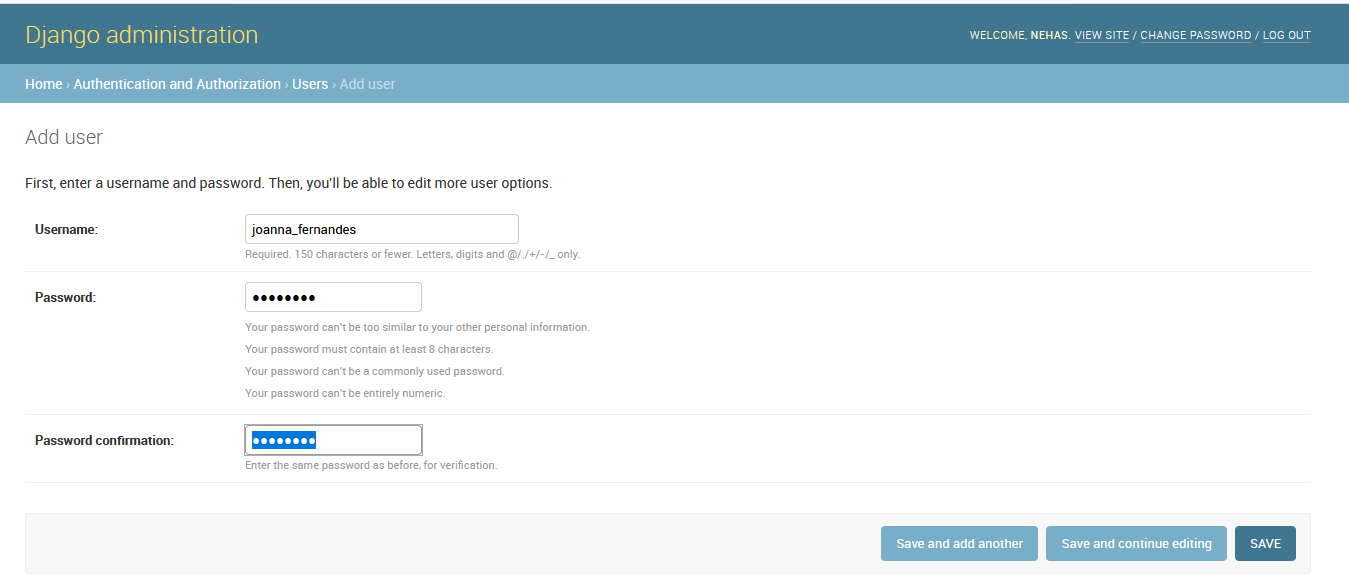 Django administration
WELCOME, NEHAS. VIEW SITE / CHANGE PASSWORD / LOG OUT
Home › Authentication and Authorization › Users › Add user
Add user
First, enter a username and password. Then, you'll be able to edit more user options.
Username: joanna_fernandes
Required. 150 characters or fewer. Letters, digits and @/./+/-/_ only.
Password: ●●●●●●●●
Your password can't be too similar to your other personal information.
Your password must contain at least 8 characters.
Your password can't be a commonly used password.
Your password can't be entirely numeric.
Password confirmation: ●●●●●●●●
Enter the same password as before, for verification.
Save and add another Save and continue editing SAVE